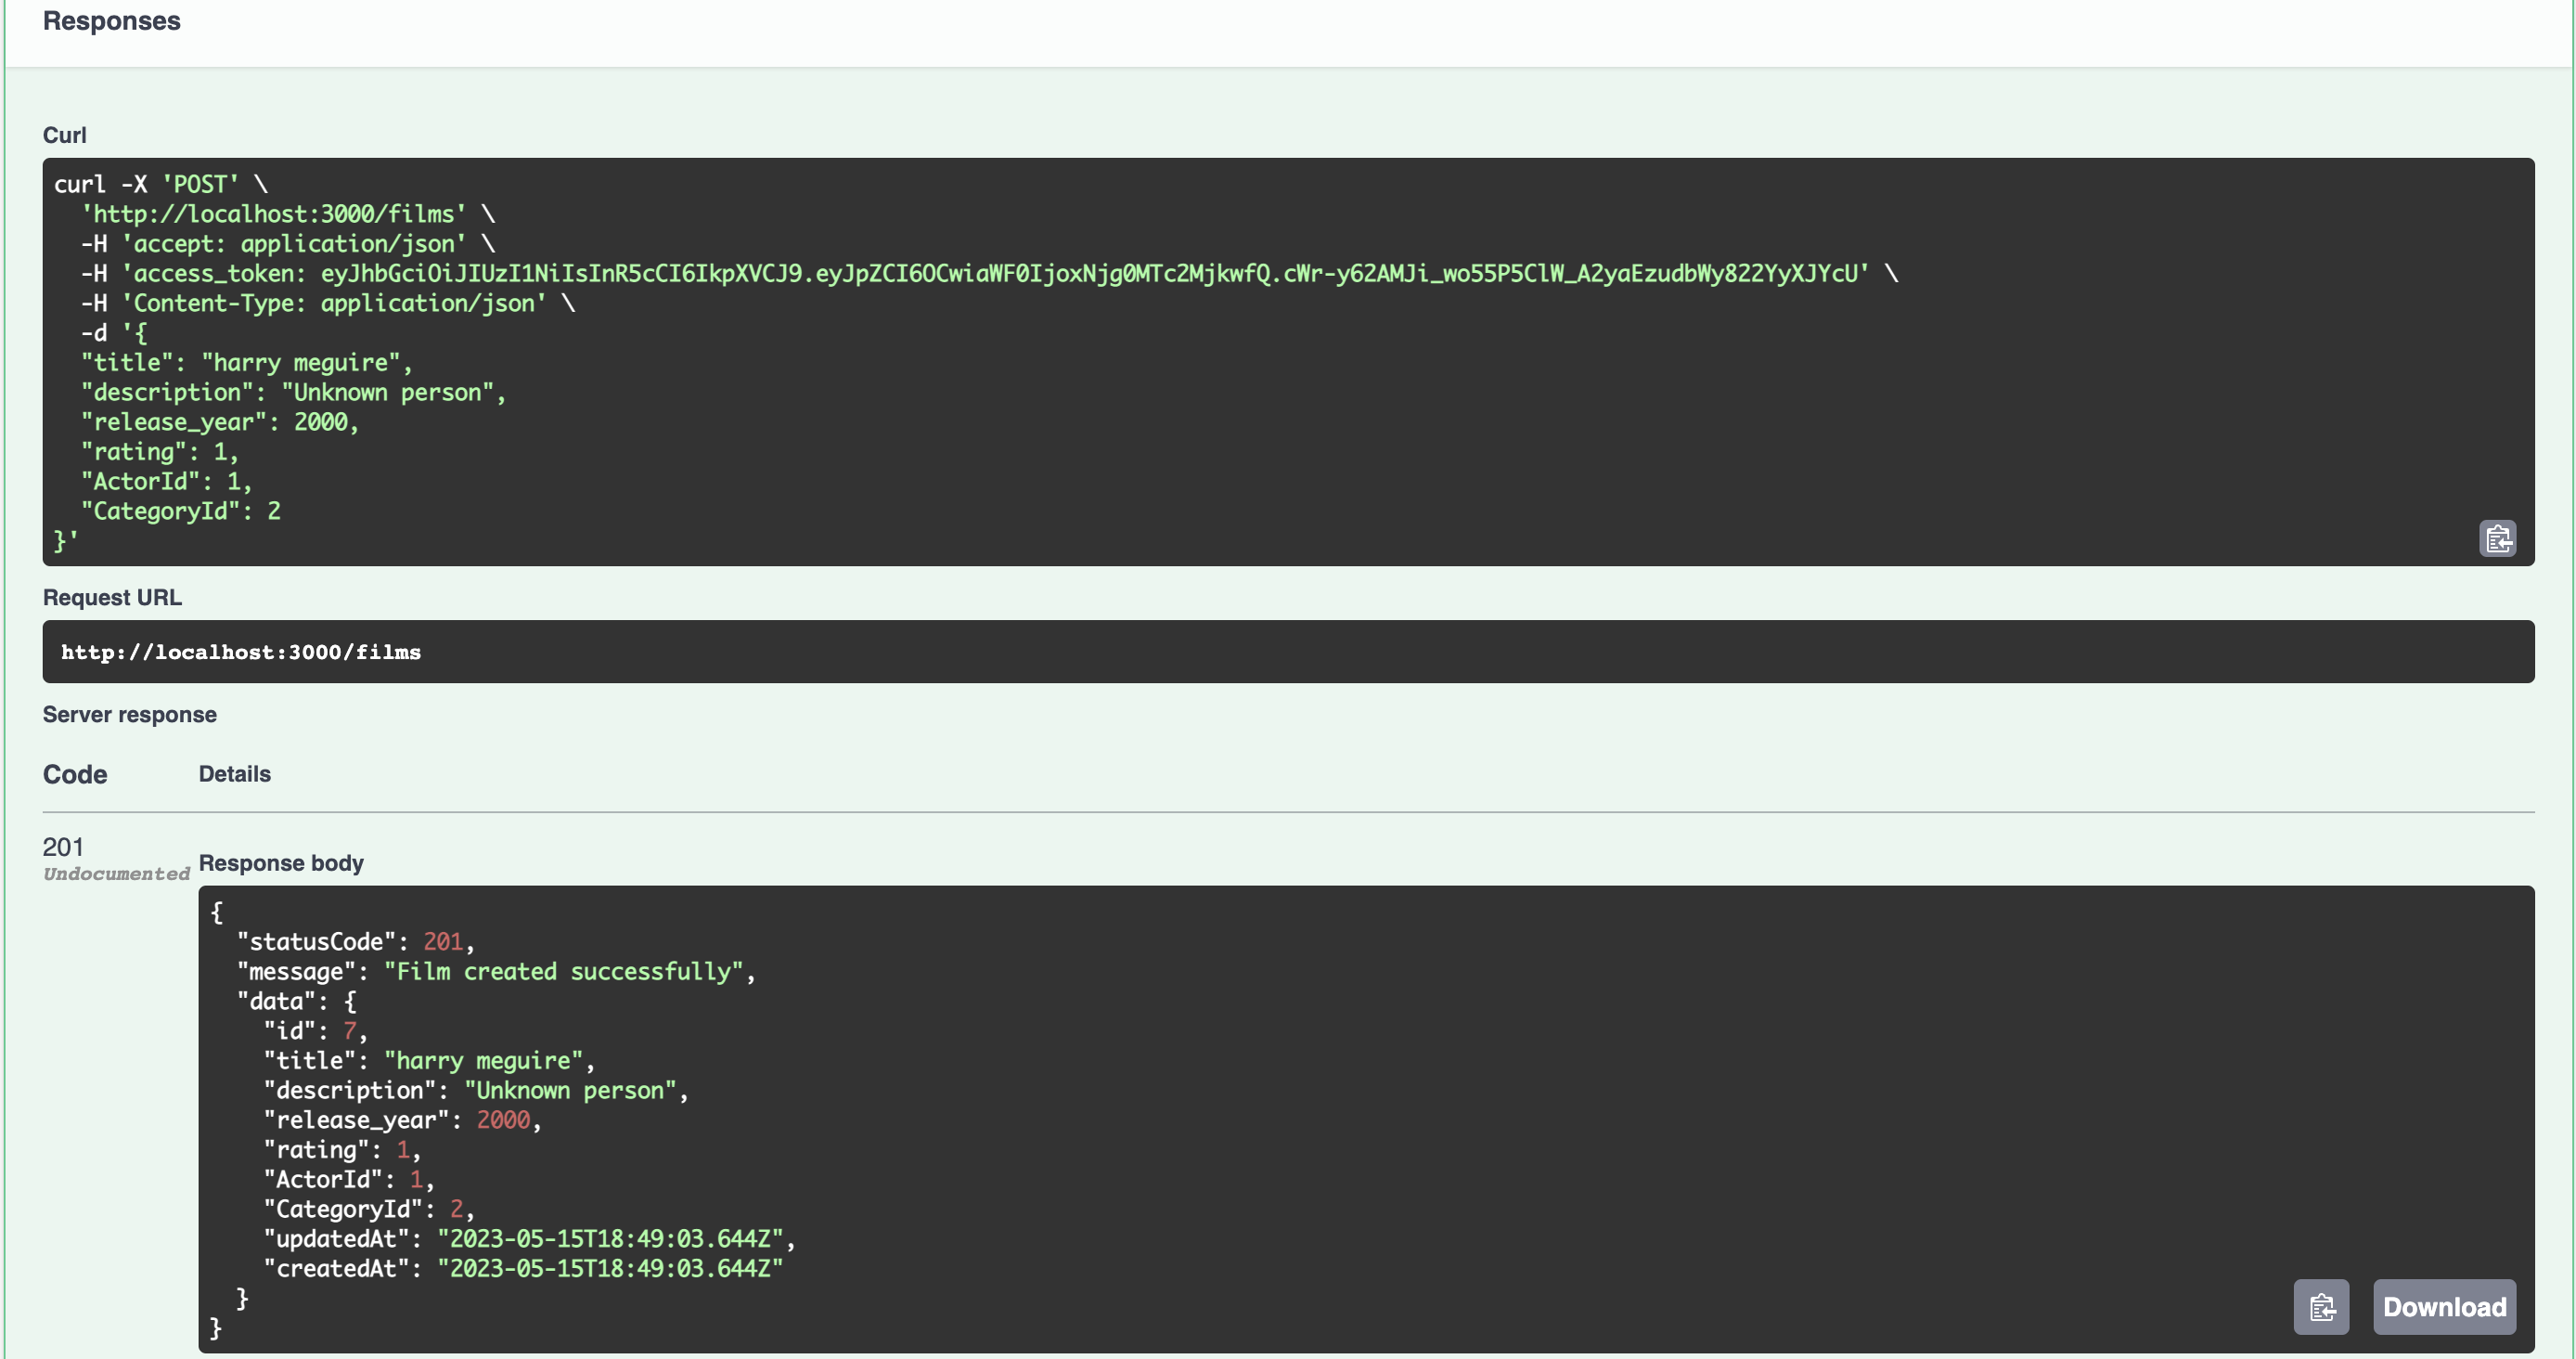 Responses
Curl
curl -X 'POST' \
  'http://localhost:3000/films' \
  -H 'accept: application/json' \
  -H 'access_token: eyJhbGciOiJIUzI1NiIsInR5cCI6IkpXVCJ9.eyJpZCI6OCwiaWF0IjoxNjg0MTc2MjkwfQ.cWr-y62AMJi_wo55P5ClW_A2yaEzudbWy822YyXJYcU' \
  -H 'Content-Type: application/json' \
  -d '{
  "title": "harry meguire",
  "description": "Unknown person",
  "release_year": 2000,
  "rating": 1,
  "ActorId": 1,
  "CategoryId": 2
}'
Request URL
http://localhost:3000/films
Server response
Code Details
201
Undocumented
Response body
{
  "statusCode": 201,
  "message": "Film created successfully",
  "data": {
    "id": 7,
    "title": "harry meguire",
    "description": "Unknown person",
    "release_year": 2000,
    "rating": 1,
    "ActorId": 1,
    "CategoryId": 2,
    "updatedAt": "2023-05-15T18:49:03.644Z",
    "createdAt": "2023-05-15T18:49:03.644Z"
  }
}
Download